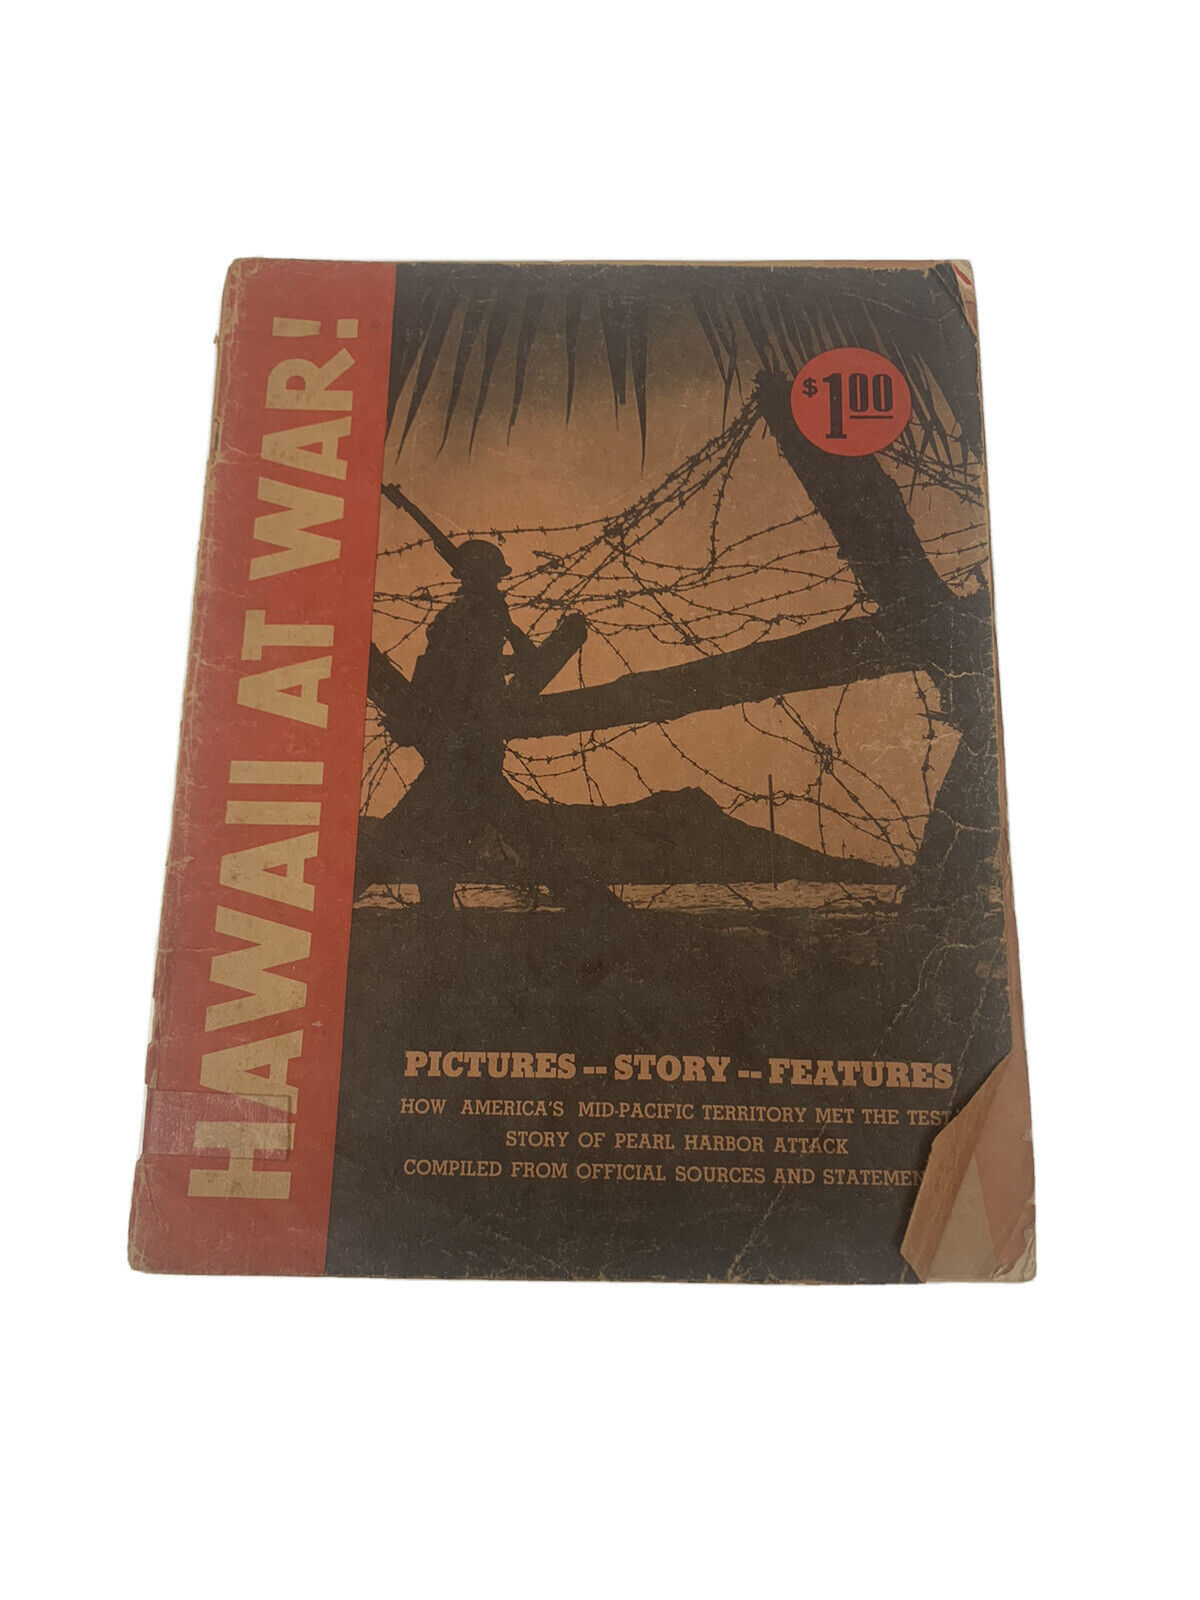 HAWAII AT WAR!
$1.00
PICTURES -- STORY -- FEATURES
HOW AMERICA'S MID-PACIFIC TERRITORY MET THE TEST
STORY OF PEARL HARBOR ATTACK
COMPILED FROM OFFICIAL SOURCES AND STATEMEN